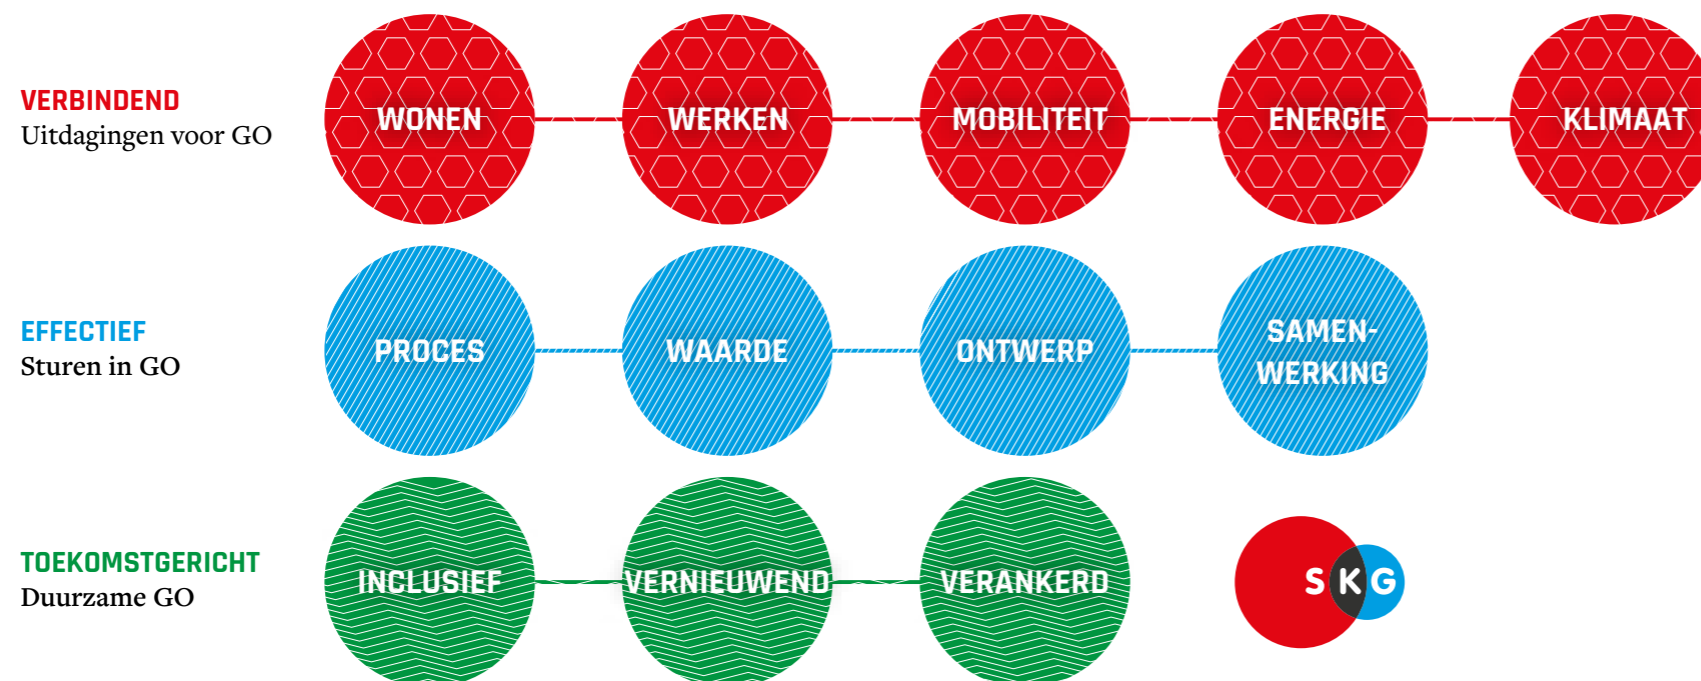 VERBINDEND
Uitdagingen voor GO
WONEN
WERKEN
MOBILITEIT
ENERGIE
KLIMAAT
EFFECTIEF
Sturen in GO
PROCES
WAARDE
ONTWERP
SAMEN-
WERKING
TOEKOMSTGERICHT
Duurzame GO
INCLUSIEF
VERNIEUWEND
VERANKERD
SKG